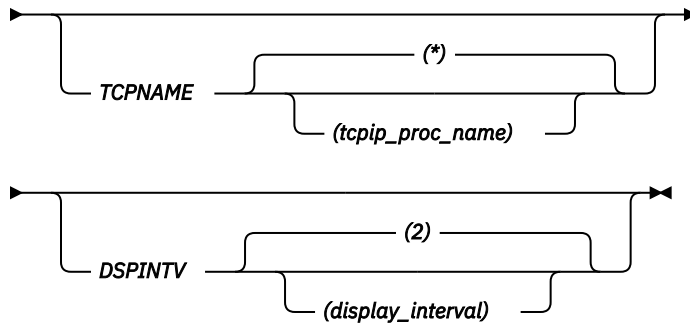 (*)
TCPNAME
(tcpip_proc_name)
(2)
DSPINTV
(display_interval)